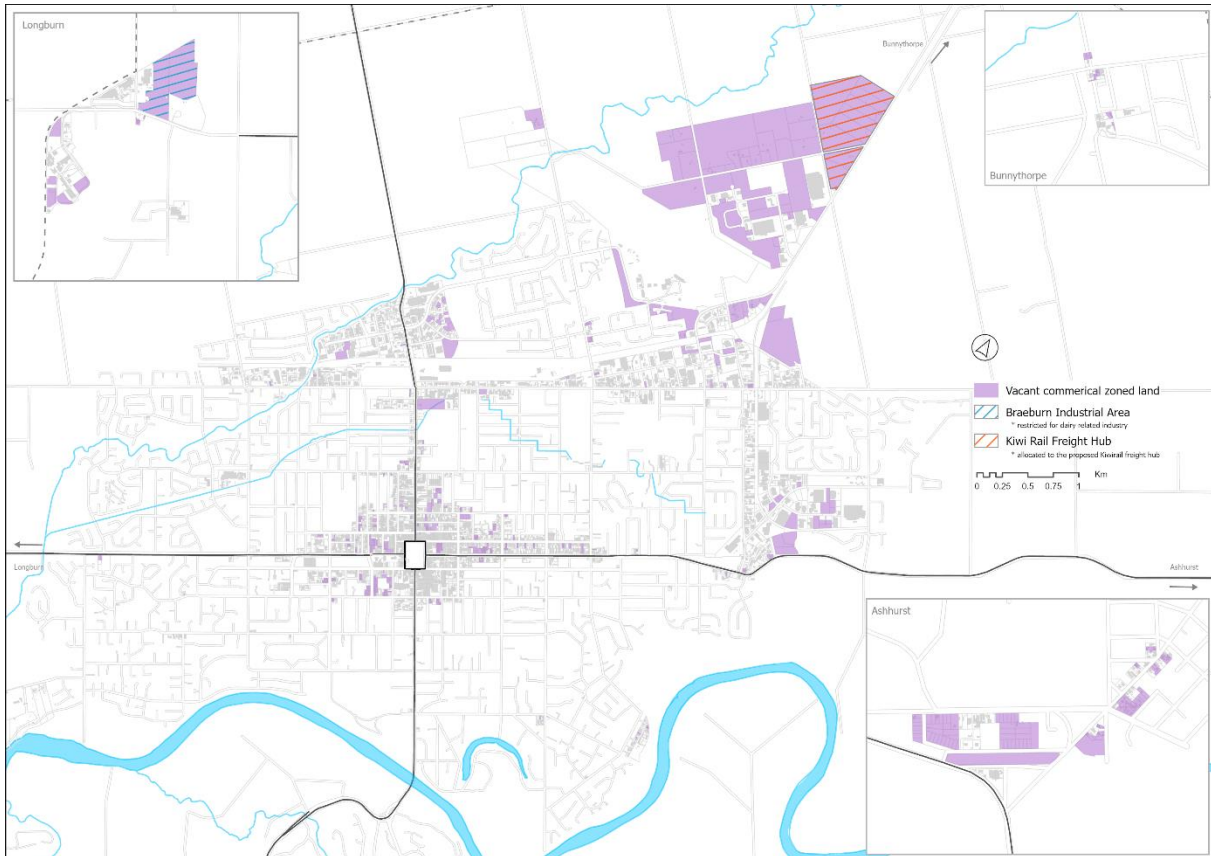 Longburn
Bunnythorpe
Bunnythorpe
Vacant commerical zoned land
Braeburn Industrial Area
* restricted for dairy related industry
Kiwi Rail Freight Hub
* allocated to the proposed Kiwirail freight hub
Km
0 0.25 0.5 0.75 1
Longburn
Ashhurst
Ashhurst